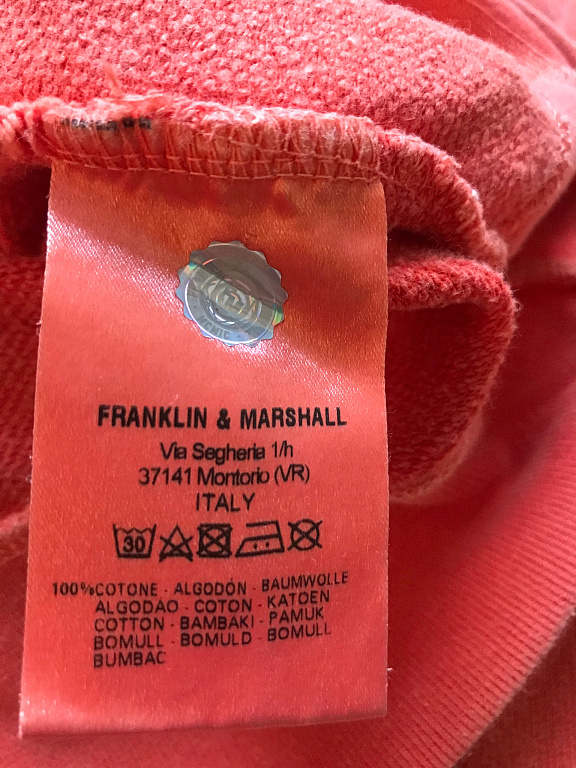 FRANKLIN & MARSHALL
Via Segheria 1/h
37141 Montorio (VR)
ITALY
30
100%COTONE - ALGODÓN - BAUMWOLLE
ALGODÃO - COTON - KATOEN
COTTON - BAMBAKI - PAMUK
BOMULL - BOMULD - BOMULL
BUMBAC